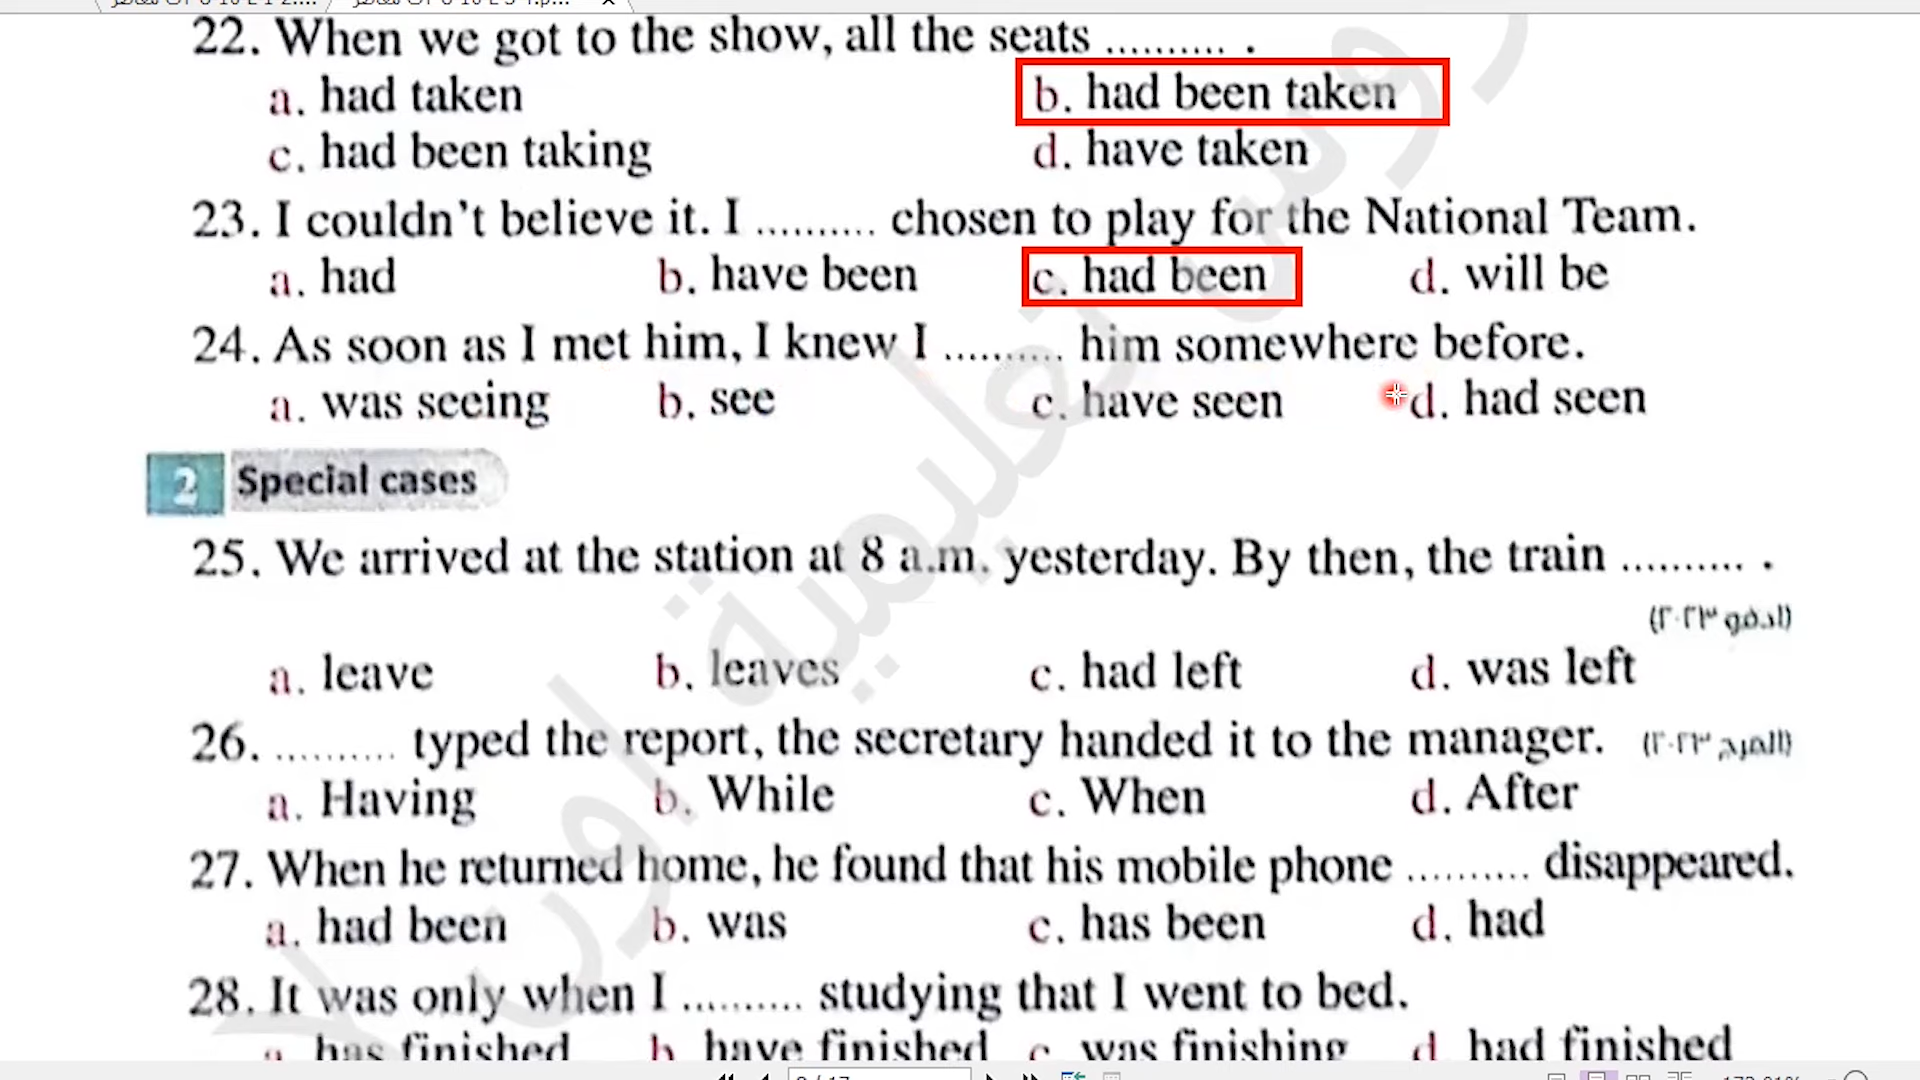 22. When we got to the show, all the seats .......... .
a. had taken b. had been taken
c. had been taking d. have taken
23. I couldn't believe it. I .......... chosen to play for the National Team.
a. had b. have been c. had been d. will be
24. As soon as I met him, I knew I .......... him somewhere before.
a. was seeing b. see c. have seen d. had seen
2 Special cases
25. We arrived at the station at 8 a.m. yesterday. By then, the train .......... .
(ادفو ٢٠٢٣)
a. leave b. leaves c. had left d. was left
26. .......... typed the report, the secretary handed it to the manager. (المرج ٢٠٢٣)
a. Having b. While c. When d. After
27. When he returned home, he found that his mobile phone .......... disappeared.
a. had been b. was c. has been d. had
28. It was only when I .......... studying that I went to bed.
a. has finished b. have finished c. was finishing d. had finished